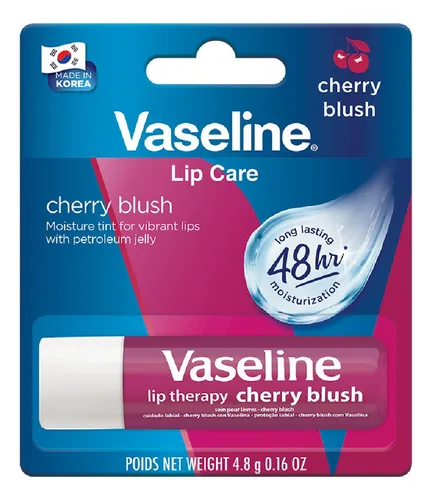 MADE IN
KOREA
cherry
blush
Vaseline®
Lip Care
cherry blush
Moisture tint for vibrant lips
with petroleum jelly
long lasting
48hr*
moisturization
Vaseline
lip therapy cherry blush
soin pour lèvres - cherry blush
cuidado labial - cherry blush con Vaselina - proteção labial - cherry blush com Vaselina
POIDS NET WEIGHT 4.8 g 0.16 OZ